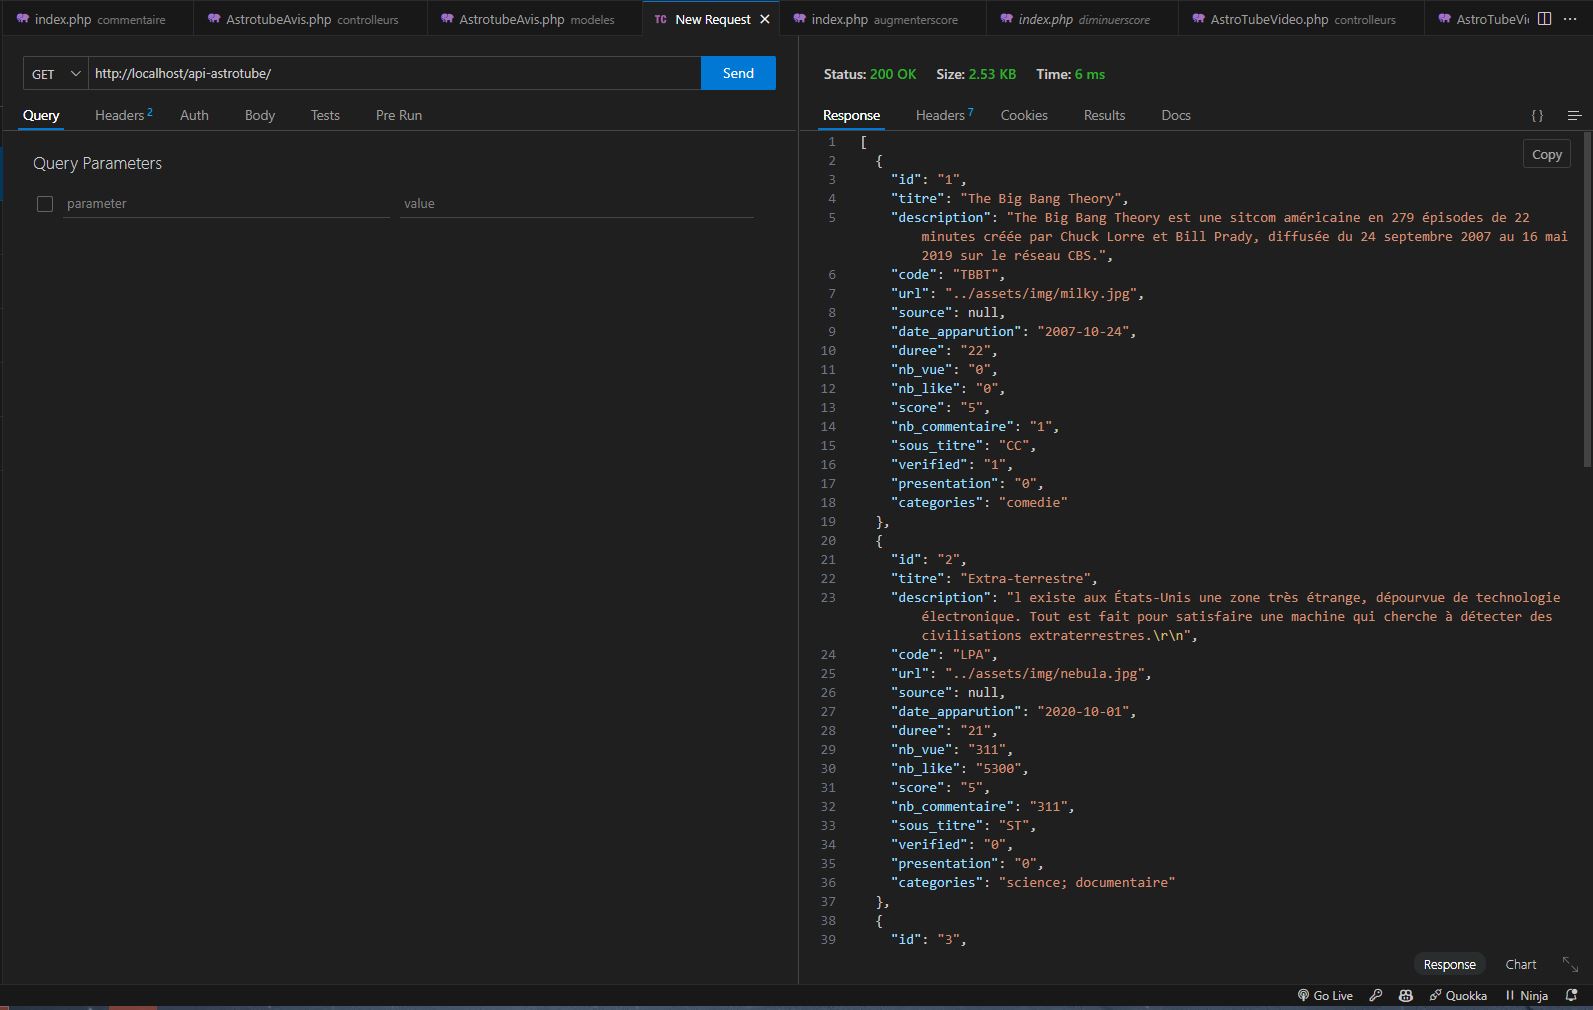 index.php commentaire
AstrotubeAvis.php controlleurs
AstrotubeAvis.php modeles
TC New Request
index.php augmenterscore
index.php diminuerscore
AstroTubeVideo.php controlleurs
AstroTubeVi
GET http://localhost/api-astrotube/ Send
Query Headers 2 Auth Body Tests Pre Run
Query Parameters
parameter value
Status: 200 OK Size: 2.53 KB Time: 6 ms
Response Headers 7 Cookies Results Docs {}
Copy
1 [
2 {
3 "id": "1",
4 "titre": "The Big Bang Theory",
5 "description": "The Big Bang Theory est une sitcom américaine en 279 épisodes de 22
minutes créée par Chuck Lorre et Bill Prady, diffusée du 24 septembre 2007 au 16 mai
2019 sur le réseau CBS.",
6 "code": "TBBT",
7 "url": "../assets/img/milky.jpg",
8 "source": null,
9 "date_apparution": "2007-10-24",
10 "duree": "22",
11 "nb_vue": "0",
12 "nb_like": "0",
13 "score": "5",
14 "nb_commentaire": "1",
15 "sous_titre": "CC",
16 "verified": "1",
17 "presentation": "0",
18 "categories": "comedie"
19 },
20 {
21 "id": "2",
22 "titre": "Extra-terrestre",
23 "description": "l existe aux États-Unis une zone très étrange, dépourvue de technologie
électronique. Tout est fait pour satisfaire une machine qui cherche à détecter des
civilisations extraterrestres.\r\n",
24 "code": "LPA",
25 "url": "../assets/img/nebula.jpg",
26 "source": null,
27 "date_apparution": "2020-10-01",
28 "duree": "21",
29 "nb_vue": "311",
30 "nb_like": "5300",
31 "score": "5",
32 "nb_commentaire": "311",
33 "sous_titre": "ST",
34 "verified": "0",
35 "presentation": "0",
36 "categories": "science; documentaire"
37 },
38 {
39 "id": "3",
Response Chart
Go Live Quokka Ninja